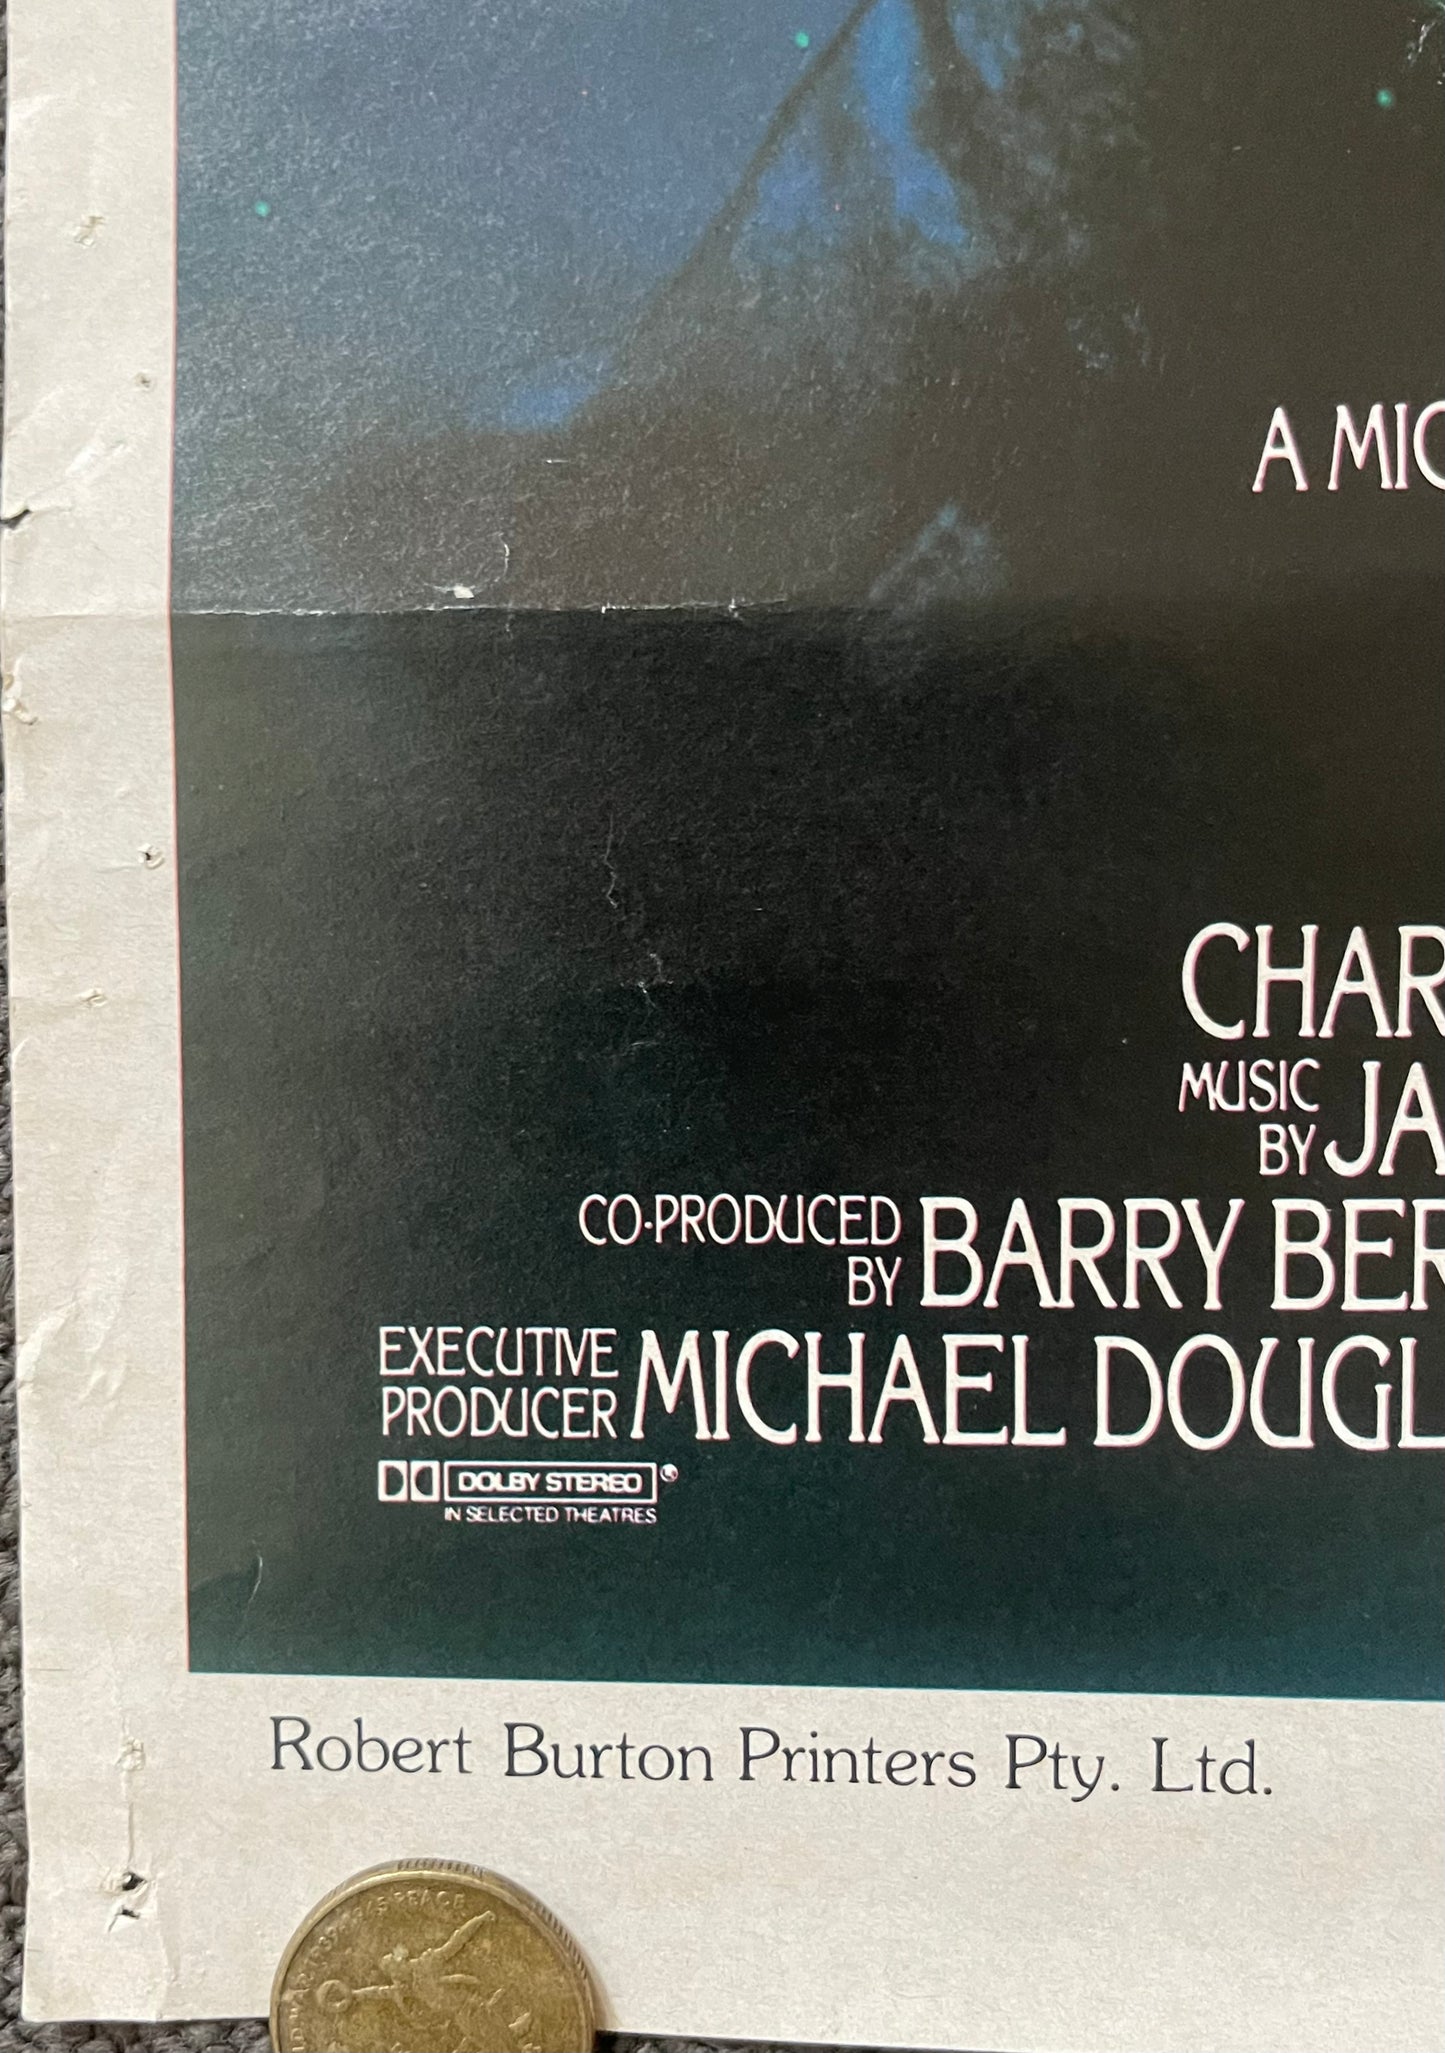 A MIC
CHAR
MUSIC
BY JA
CO-PRODUCED
BY BARRY BER
EXECUTIVE
PRODUCER MICHAEL DOUGL
DOLBY STEREO
IN SELECTED THEATRES
Robert Burton Printers Pty. Ltd.
PEACE